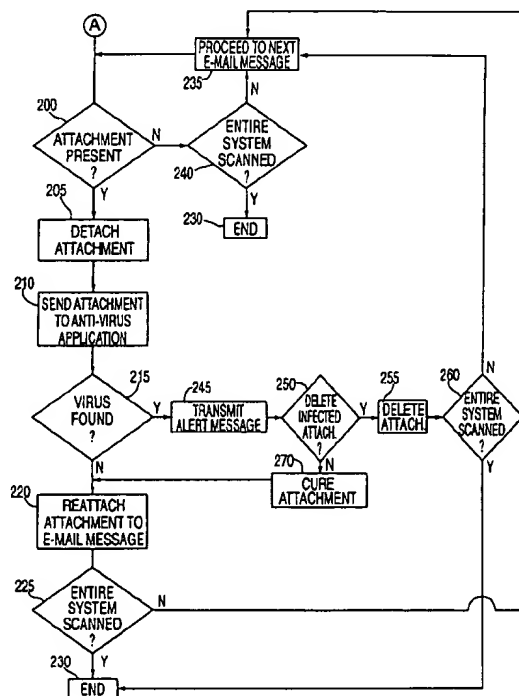 A
PROCEED TO NEXT
E-MAIL MESSAGE
235
200
ATTACHMENT
PRESENT
?
N
Y
N
ENTIRE
SYSTEM
SCANNED
?
240
Y
230
END
205
DETACH
ATTACHMENT
210
SEND ATTACHMENT
TO ANTI-VIRUS
APPLICATION
215
VIRUS
FOUND
?
Y
N
245
TRANSMIT
ALERT MESSAGE
250
DELETE
INFECTED
ATTACH.
?
Y
N
255
DELETE
ATTACH.
260
N
ENTIRE
SYSTEM
SCANNED
?
Y
270
CURE
ATTACHMENT
220
REATTACH
ATTACHMENT TO
E-MAIL MESSAGE
225
ENTIRE
SYSTEM
SCANNED
?
N
Y
230
END